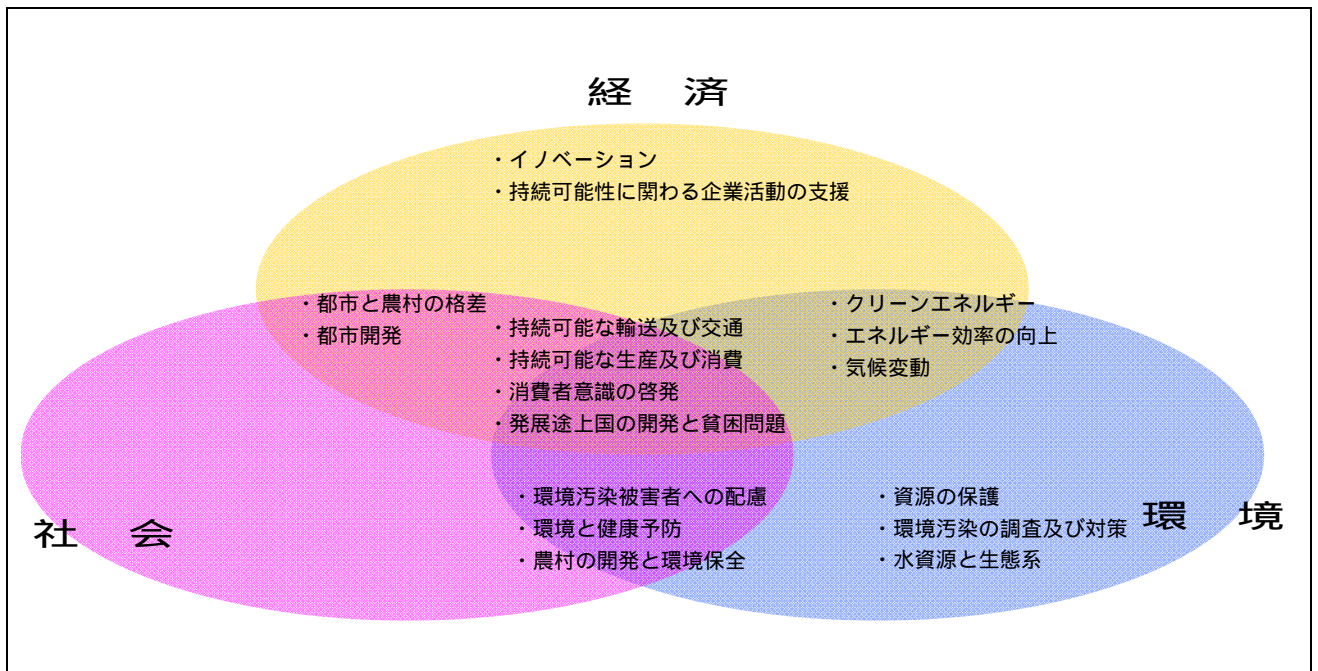 経 済
・イノベーション
・持続可能性に関わる企業活動の支援
・都市と農村の格差
・都市開発
・持続可能な輸送及び交通
・持続可能な生産及び消費
・消費者意識の啓発
・発展途上国の開発と貧困問題
・クリーンエネルギー
・エネルギー効率の向上
・気候変動
社 会
・環境汚染被害者への配慮
・環境と健康予防
・農村の開発と環境保全
・資源の保護
・環境汚染の調査及び対策
・水資源と生態系
環 境